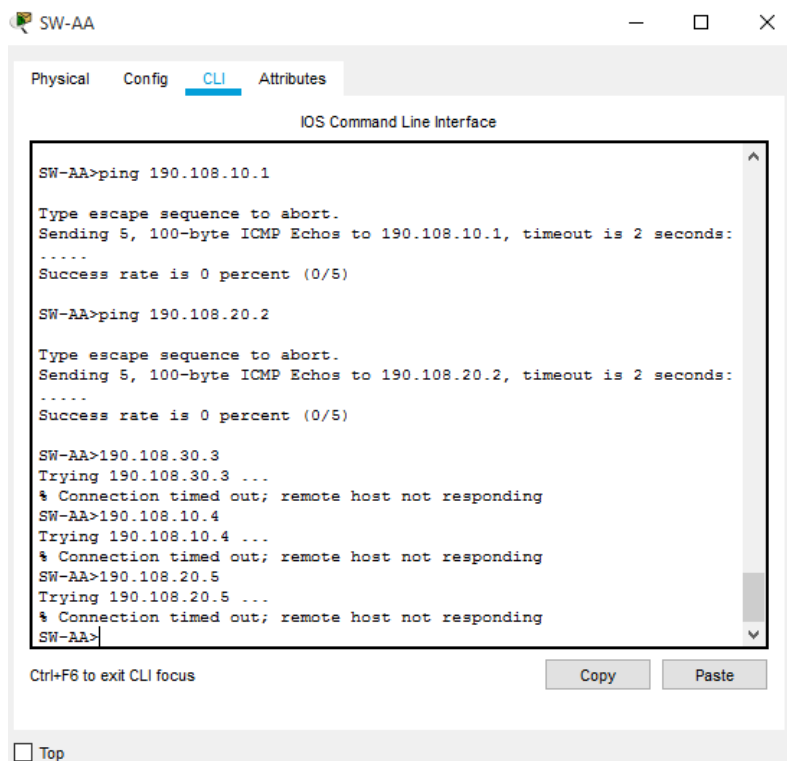 SW-AA
Physical Config CLI Attributes
IOS Command Line Interface
SW-AA>ping 190.108.10.1
Type escape sequence to abort.
Sending 5, 100-byte ICMP Echos to 190.108.10.1, timeout is 2 seconds:
.....
Success rate is 0 percent (0/5)
SW-AA>ping 190.108.20.2
Type escape sequence to abort.
Sending 5, 100-byte ICMP Echos to 190.108.20.2, timeout is 2 seconds:
.....
Success rate is 0 percent (0/5)
SW-AA>190.108.30.3
Trying 190.108.30.3 ...
% Connection timed out; remote host not responding
SW-AA>190.108.10.4
Trying 190.108.10.4 ...
% Connection timed out; remote host not responding
SW-AA>190.108.20.5
Trying 190.108.20.5 ...
% Connection timed out; remote host not responding
SW-AA>
Ctrl+F6 to exit CLI focus Copy Paste
Top